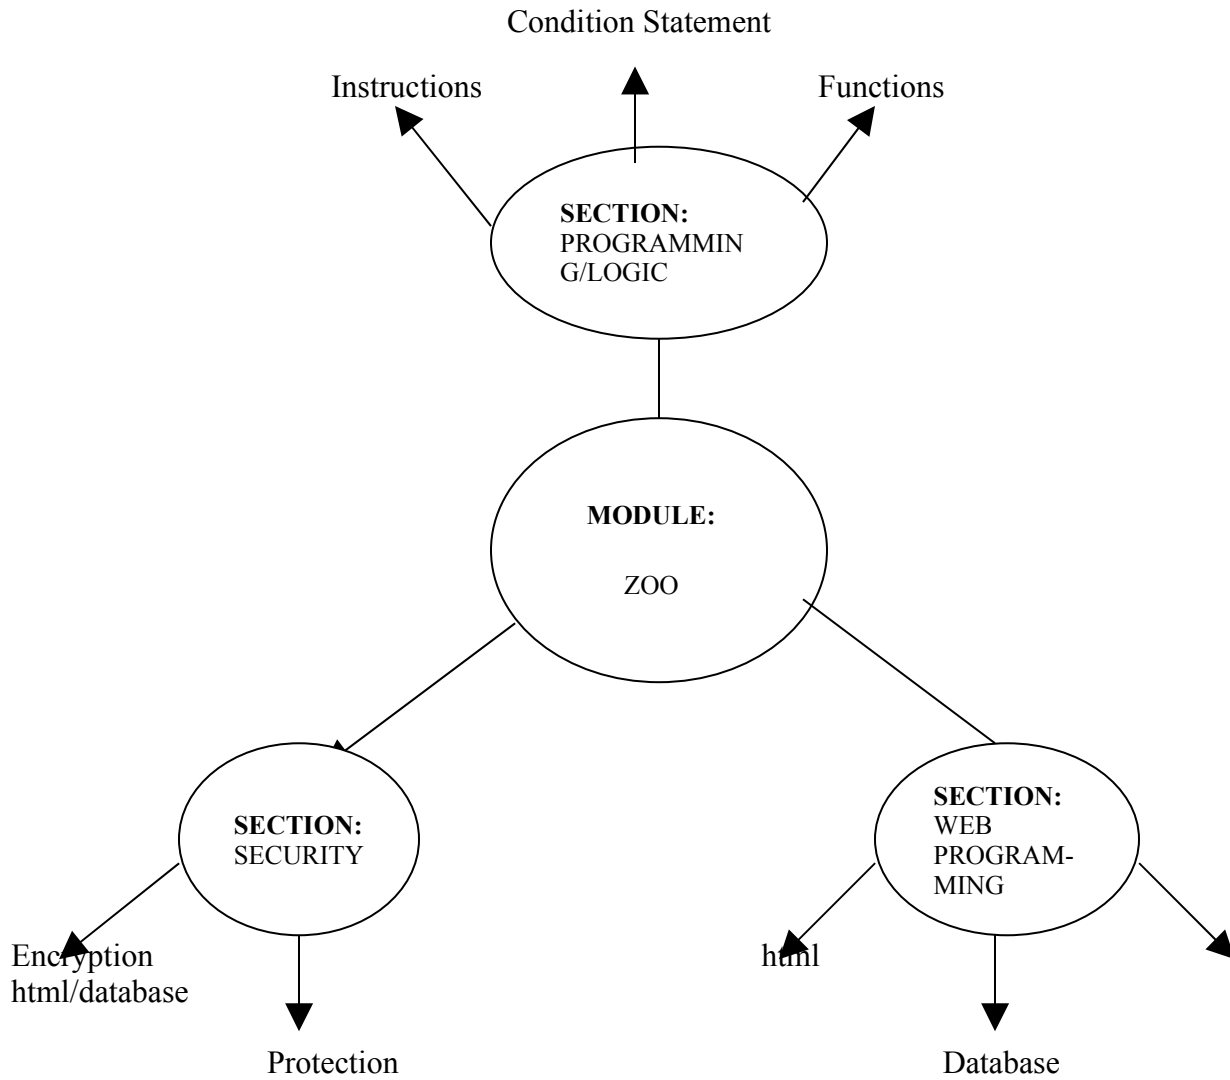 Condition Statement
Instructions
Functions
SECTION:
PROGRAMMIN
G/LOGIC
MODULE:
ZOO
SECTION:
SECURITY
SECTION:
WEB
PROGRAM-
MING
Encryption
html/database
html
Protection
Database